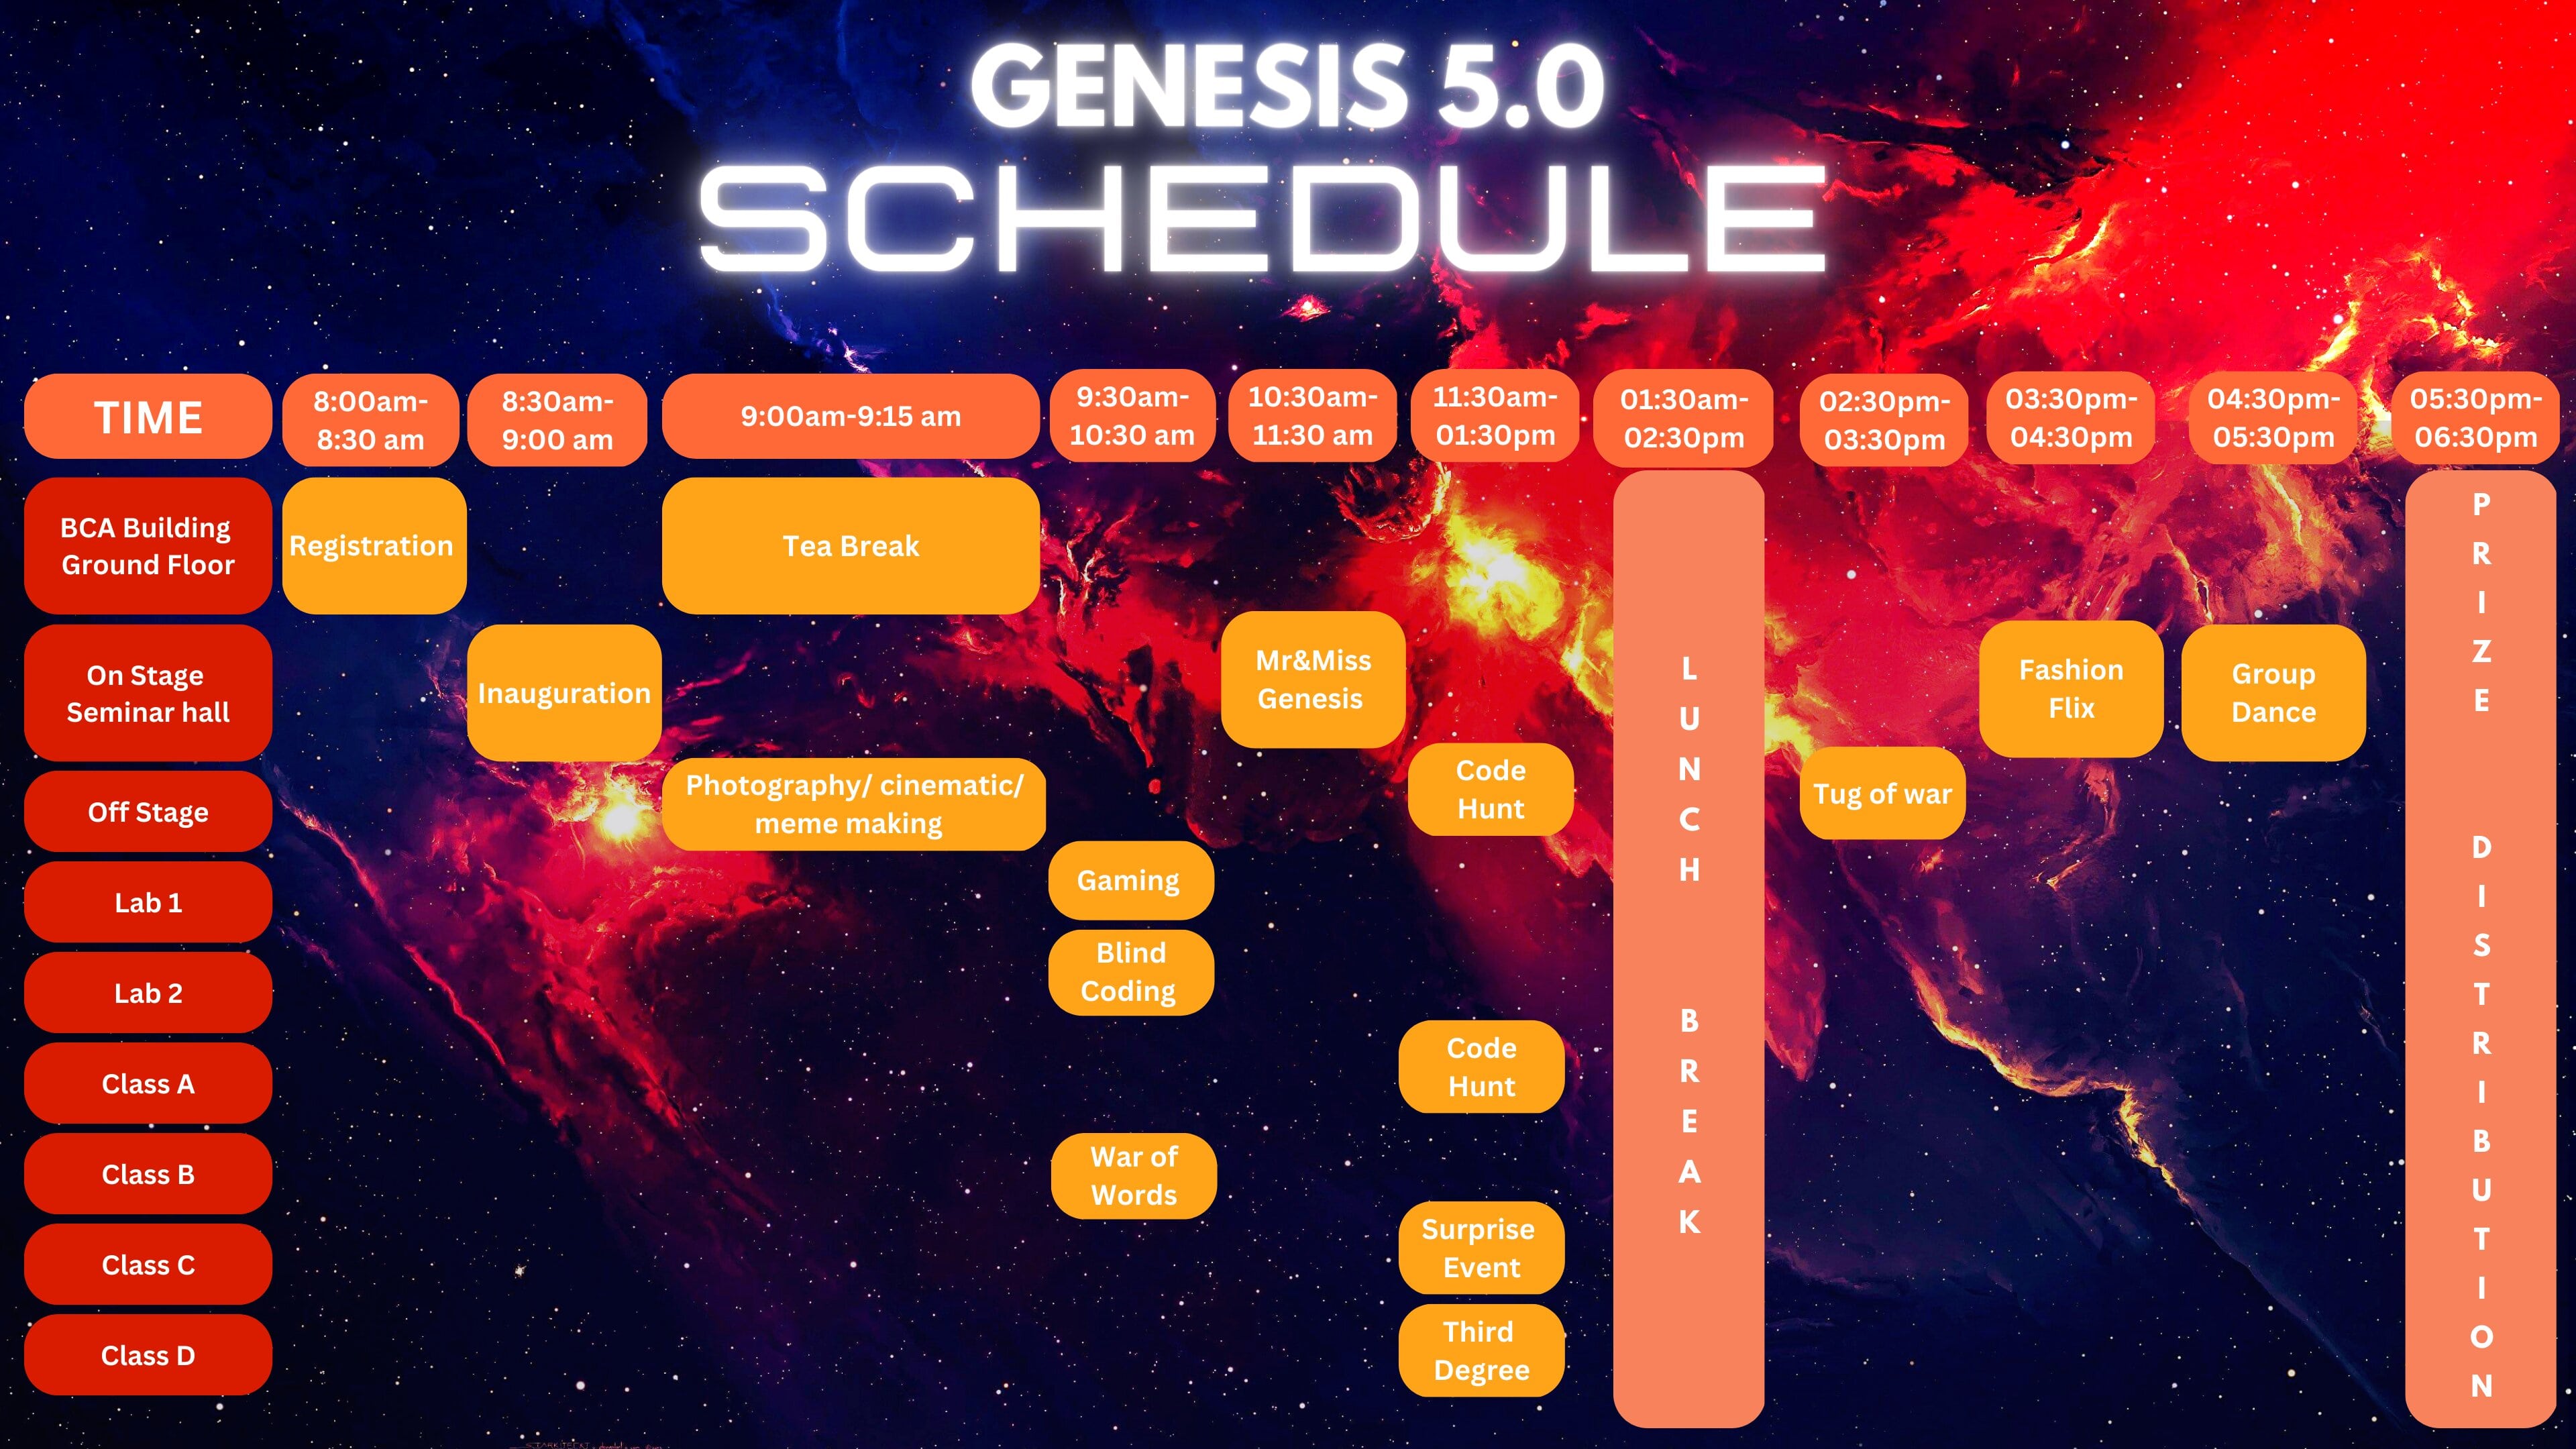 GENESIS 5.0
SCHEDULE
TIME
8:00am-
8:30 am
8:30am-
9:00 am
9:00am-9:15 am
9:30am-
10:30 am
10:30am-
11:30 am
11:30am-
01:30pm
01:30am-
02:30pm
02:30pm-
03:30pm
03:30pm-
04:30pm
04:30pm-
05:30pm
05:30pm-
06:30pm
BCA Building
Ground Floor
Registration
Tea Break
On Stage
Seminar hall
Inauguration
Mr&Miss
Genesis
Fashion
Flix
Group
Dance
Off Stage
Photography/ cinematic/
meme making
Code
Hunt
Tug of war
Lab 1
Gaming
Lab 2
Blind
Coding
Class A
Code
Hunt
Class B
War of
Words
Class C
Surprise
Event
Class D
Third
Degree
LUNCH BREAK
PRIZE DISTRIBUTION